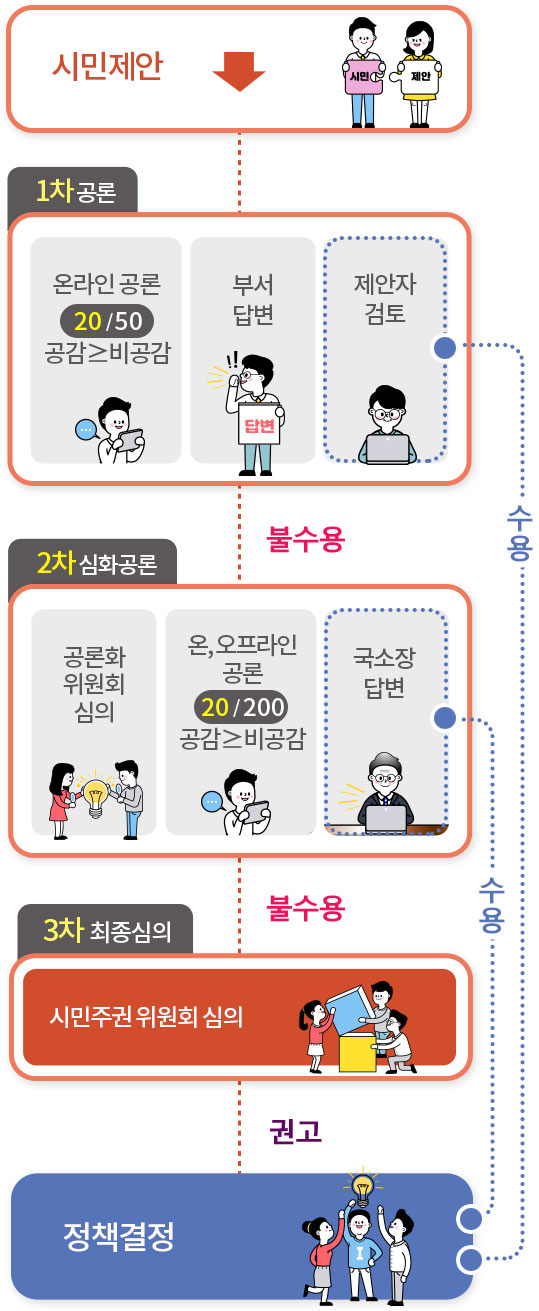 시민제안
시민
제안
1차 공론
온라인 공론
20 / 50
공감≥비공감
부서
답변
!!
답변
제안자
검토
불수용
수용
2차 심화공론
공론화
위원회
심의
온,오프라인
공론
20 / 200
공감≥비공감
국소장
답변
불수용
수용
3차 최종심의
시민주권 위원회 심의
권고
정책결정
I